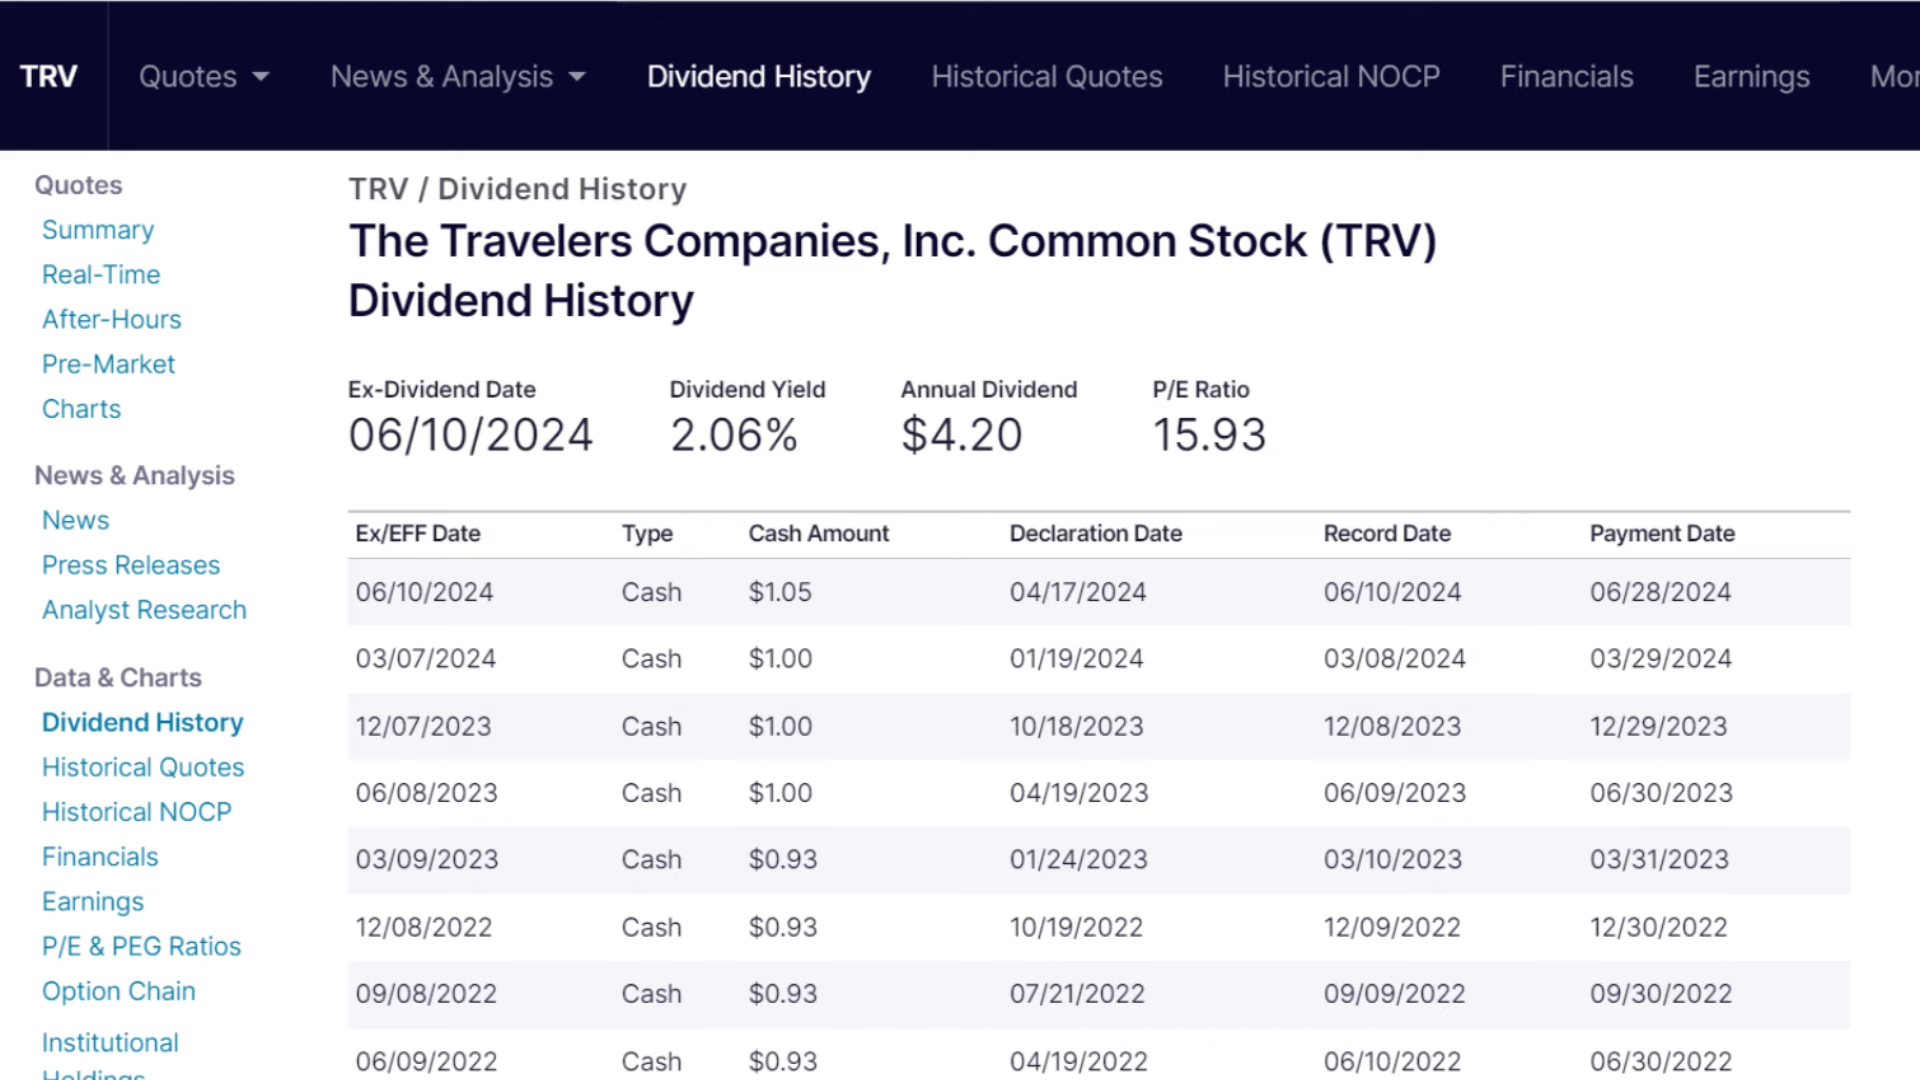 TRV Quotes News & Analysis Dividend History Historical Quotes Historical NOCP Financials Earnings
Quotes
Summary
Real-Time
After-Hours
Pre-Market
Charts
News & Analysis
News
Press Releases
Analyst Research
Data & Charts
Dividend History
Historical Quotes
Historical NOCP
Financials
Earnings
P/E & PEG Ratios
Option Chain
Institutional
Holdings
TRV / Dividend History
The Travelers Companies, Inc. Common Stock (TRV)
Dividend History
Ex-Dividend Date Dividend Yield Annual Dividend P/E Ratio
06/10/2024 2.06% $4.20 15.93
Ex/EFF Date Type Cash Amount Declaration Date Record Date Payment Date
06/10/2024 Cash $1.05 04/17/2024 06/10/2024 06/28/2024
03/07/2024 Cash $1.00 01/19/2024 03/08/2024 03/29/2024
12/07/2023 Cash $1.00 10/18/2023 12/08/2023 12/29/2023
06/08/2023 Cash $1.00 04/19/2023 06/09/2023 06/30/2023
03/09/2023 Cash $0.93 01/24/2023 03/10/2023 03/31/2023
12/08/2022 Cash $0.93 10/19/2022 12/09/2022 12/30/2022
09/08/2022 Cash $0.93 07/21/2022 09/09/2022 09/30/2022
06/09/2022 Cash $0.93 04/19/2022 06/10/2022 06/30/2022